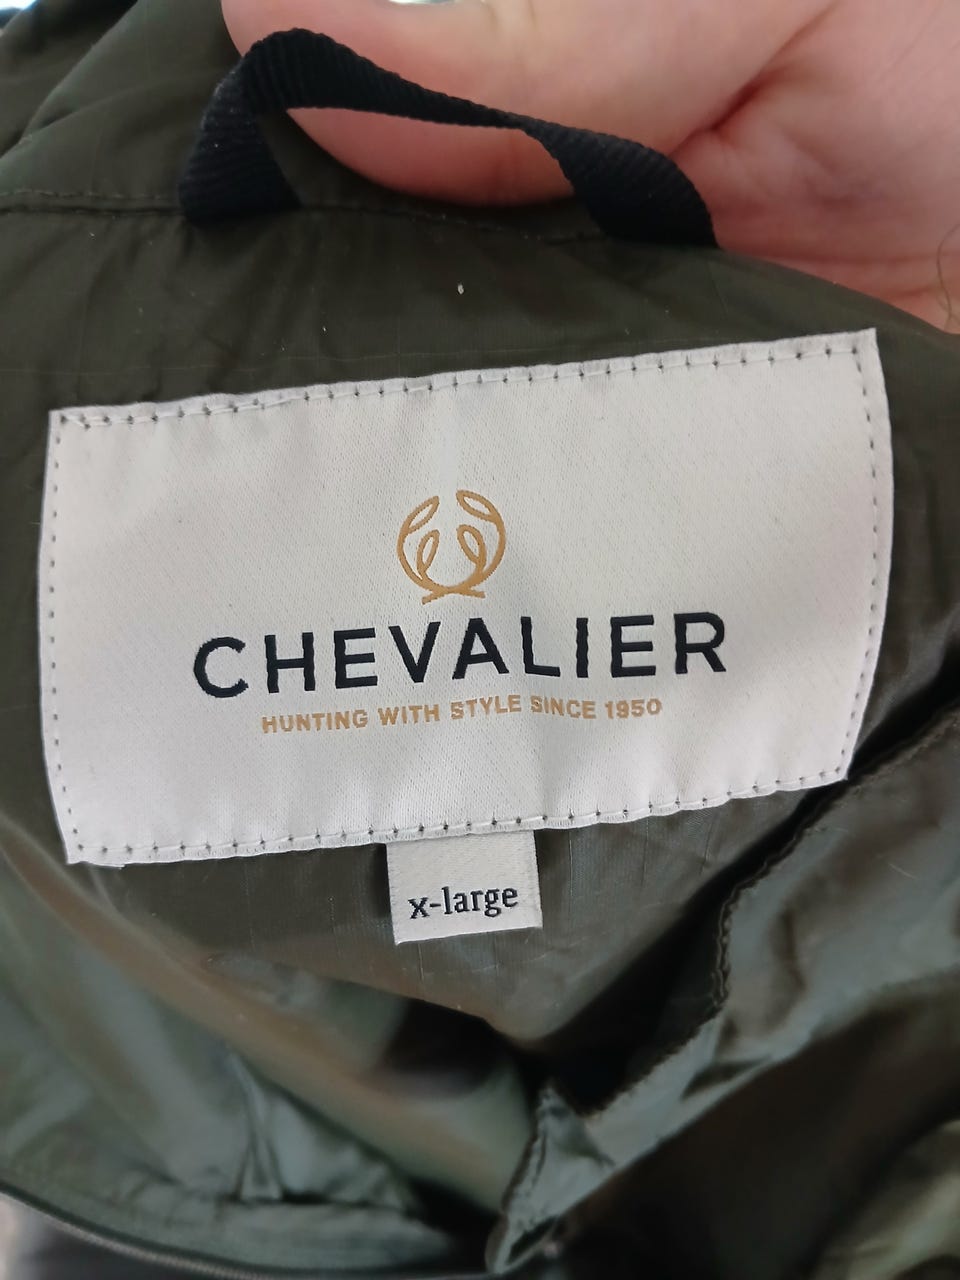 CHEVALIER
HUNTING WITH STYLE SINCE 1950
x-large